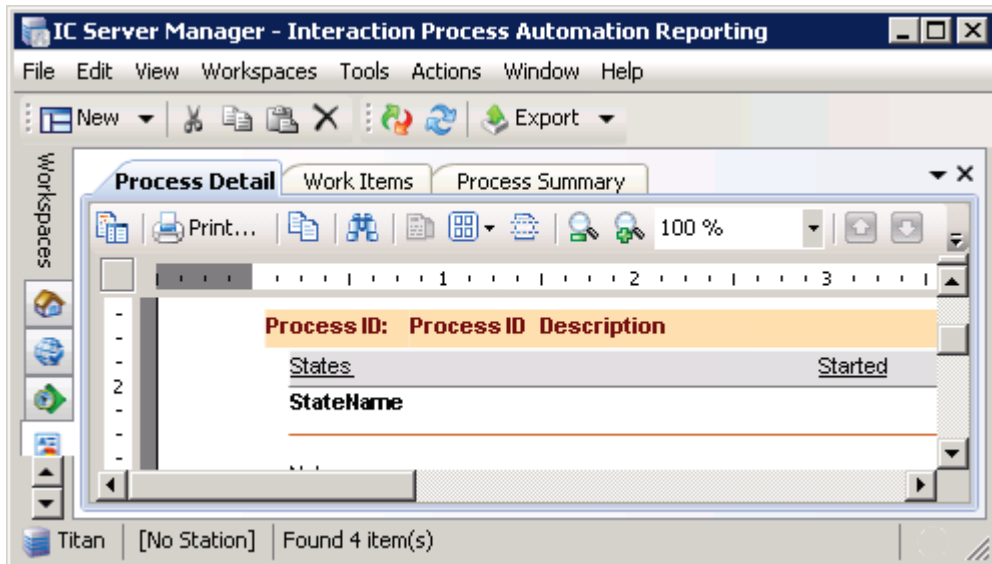 IC Server Manager - Interaction Process Automation Reporting
File Edit View Workspaces Tools Actions Window Help
New Export
Workspaces
Process Detail Work Items Process Summary
Print... 100 %
1 2 3
Process ID: Process ID Description
States Started
2
StateName
Titan [No Station] Found 4 item(s)